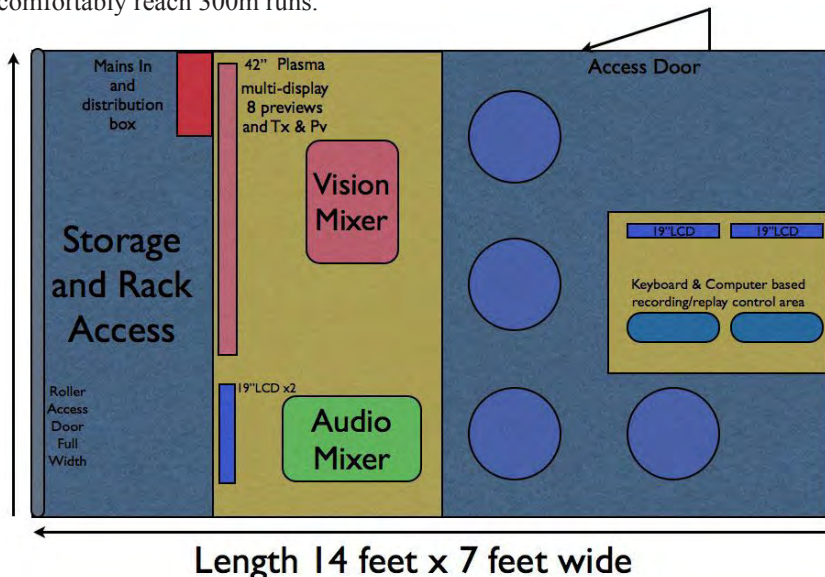 comfortably reach 300m runs.
Mains In
and
distribution
box
42" Plasma
multi-display
8 previews
and Tx & Pv
Access Door
Vision
Mixer
Storage
and Rack
Access
19"LCD
19"LCD
Keyboard & Computer based
recording/replay control area
Roller
Access
Door
Full
Width
19"LCD x2
Audio
Mixer
Length 14 feet x 7 feet wide